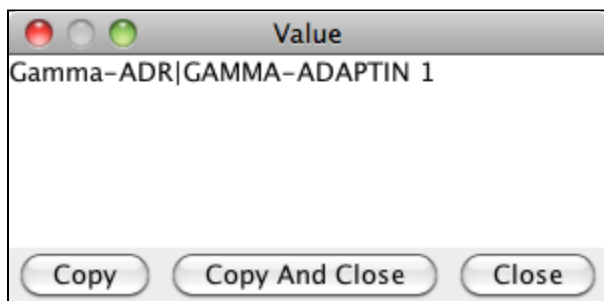 Value
Gamma-ADR|GAMMA-ADAPTIN 1
Copy
Copy And Close
Close